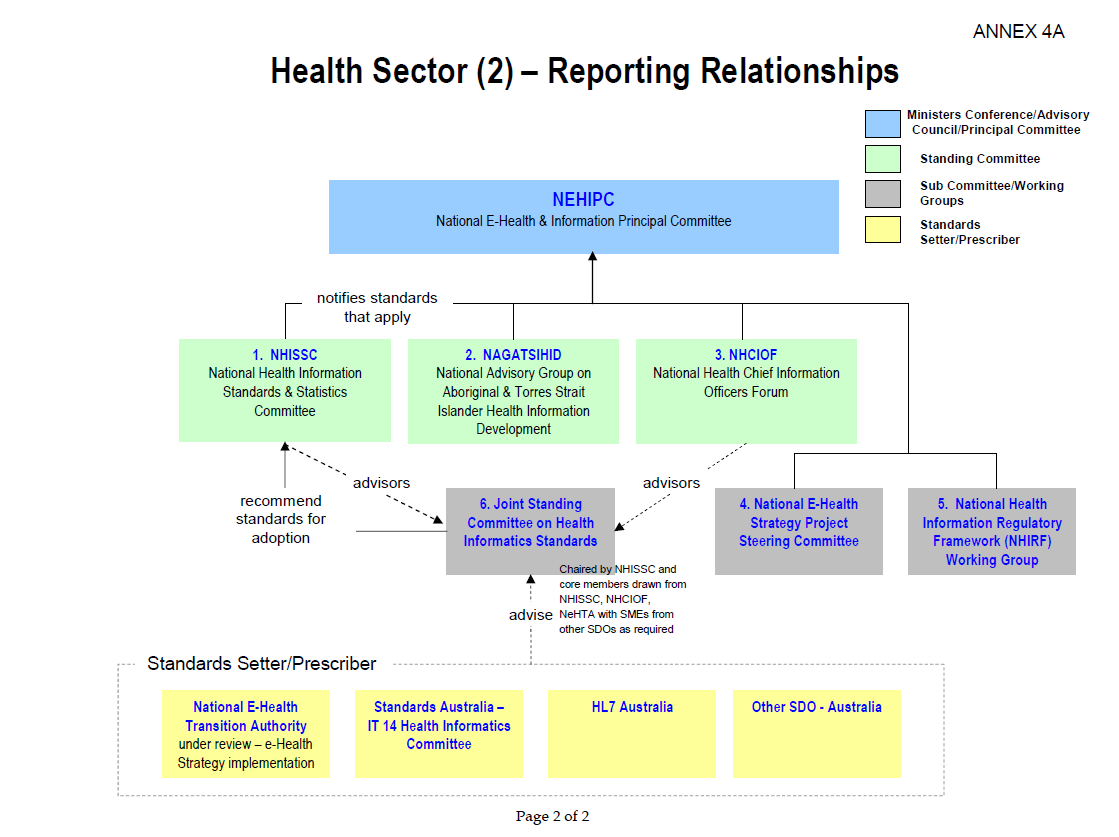 ANNEX 4A
Health Sector (2) – Reporting Relationships
Ministers Conference/Advisory
Council/Principal Committee
Standing Committee
Sub Committee/Working
Groups
Standards
Setter/Prescriber
NEHIPC
National E-Health & Information Principal Committee
notifies standards
that apply
1. NHISSC
National Health Information
Standards & Statistics
Committee
2. NAGATSIHID
National Advisory Group on
Aboriginal & Torres Strait
Islander Health Information
Development
3. NHCIOF
National Health Chief Information
Officers Forum
recommend
standards for
adoption
advisors
advisors
6. Joint Standing
Committee on Health
Informatics Standards
4. National E-Health
Strategy Project
Steering Committee
5. National Health
Information Regulatory
Framework (NHIRF)
Working Group
Chaired by NHISSC and
core members drawn from
NHISSC, NHCIOF,
NeHTA with SMEs from
other SDOs as required
advise
Standards Setter/Prescriber
National E-Health
Transition Authority
under review – e-Health
Strategy implementation
Standards Australia –
IT 14 Health Informatics
Committee
HL7 Australia
Other SDO - Australia
Page 2 of 2